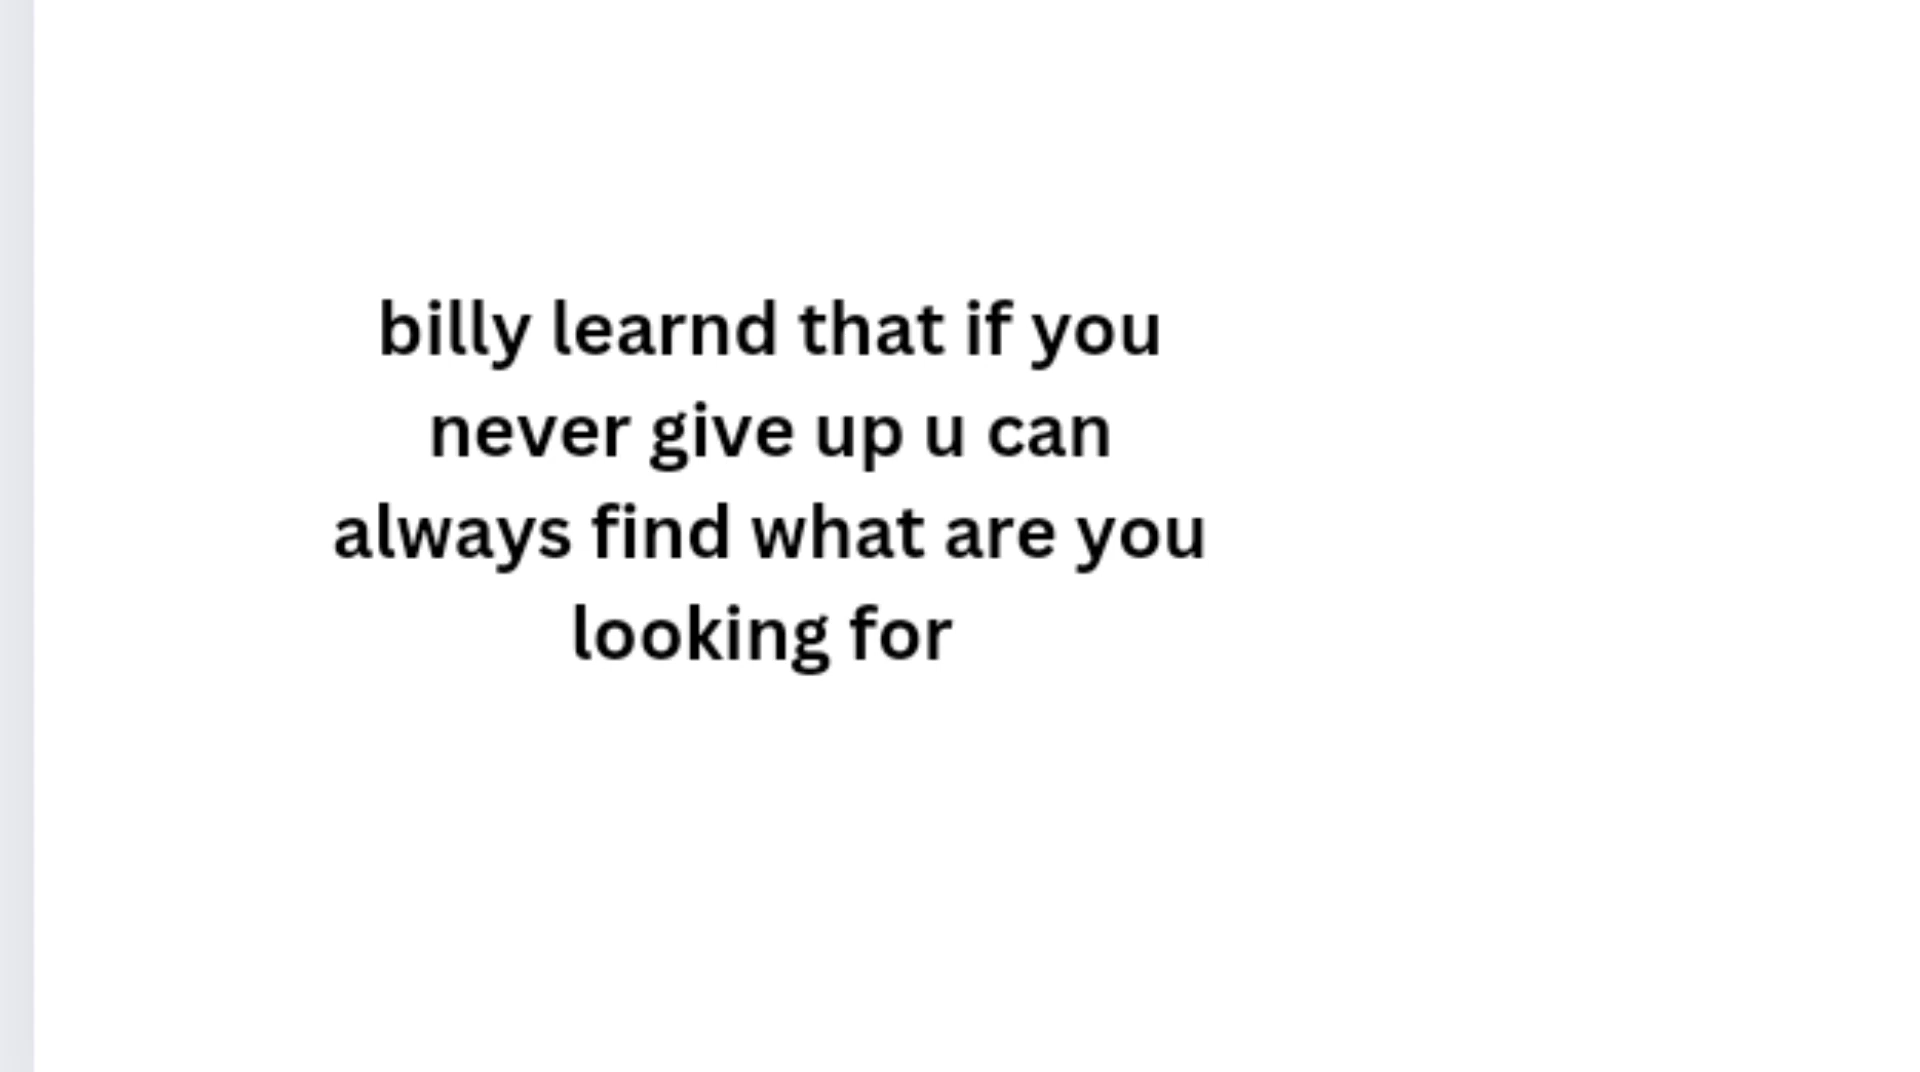 billy learnd that if you
never give up u can
always find what are you
looking for